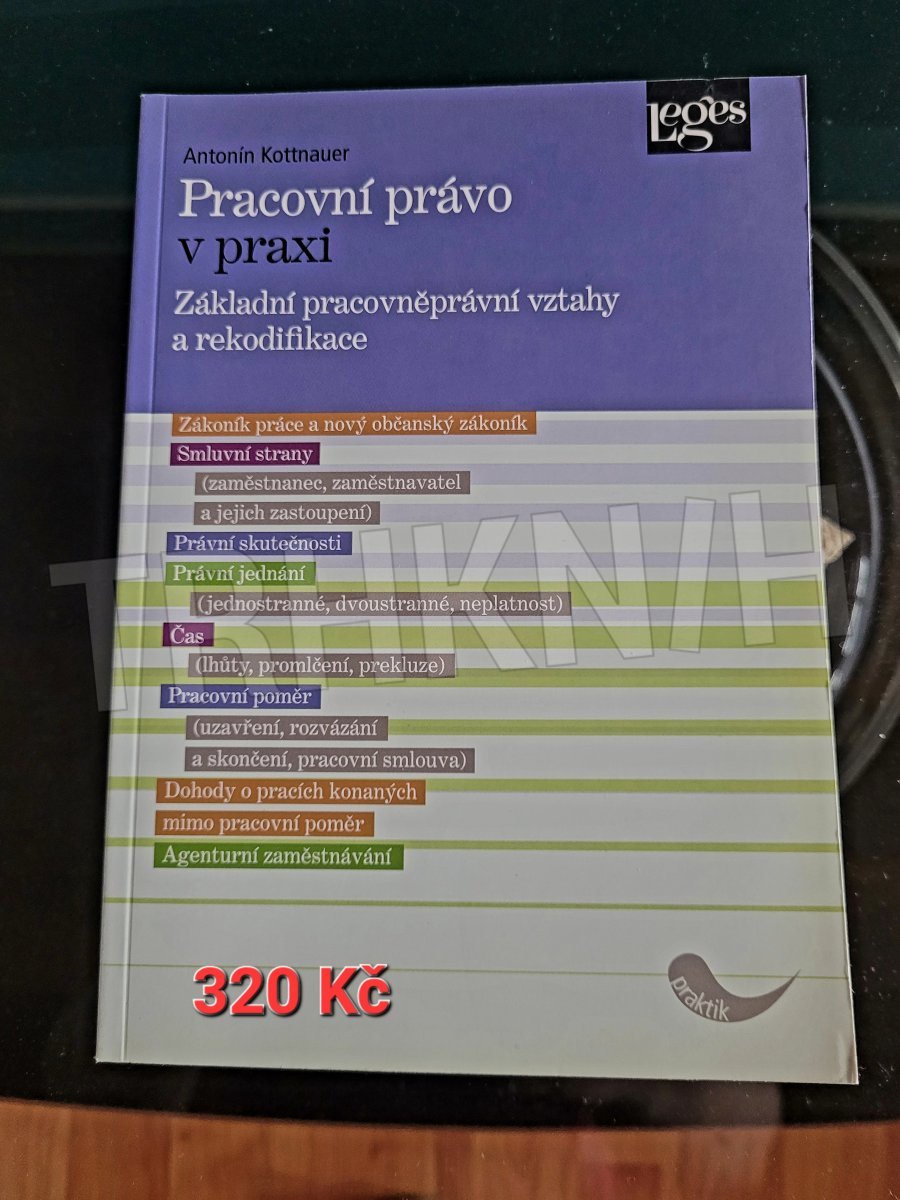 Leges
Antonín Kottnauer
Pracovní právo
v praxi
Základní pracovněprávní vztahy
a rekodifikace
Zákoník práce a nový občanský zákoník
Smluvní strany
(zaměstnanec, zaměstnavatel
a jejich zastoupení)
Právní skutečnosti
Právní jednání
(jednostranné, dvoustranné, neplatnost)
Čas
(lhůty, promlčení, prekluze)
Pracovní poměr
(uzavření, rozvázání
a skončení, pracovní smlouva)
Dohody o pracích konaných
mimo pracovní poměr
Agenturní zaměstnávání
320 Kč
praktik
TRHKNIH